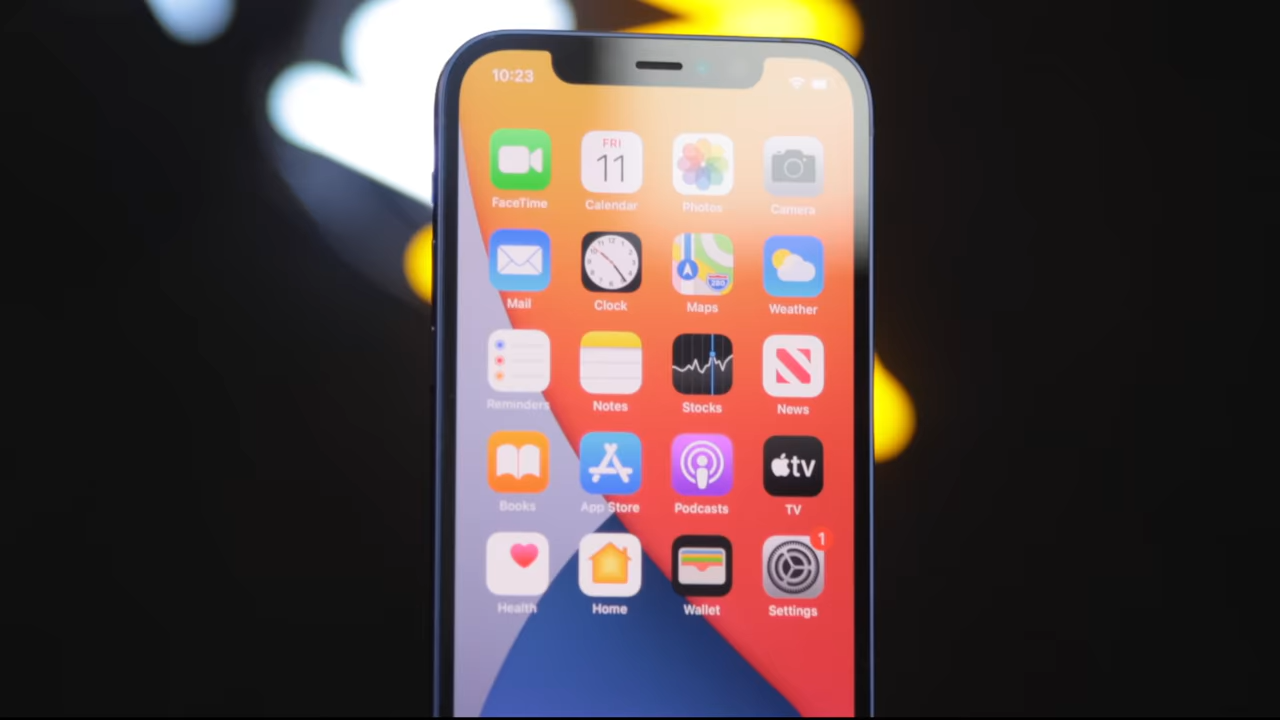 10:23
FRI
11
FaceTime
Calendar
Photos
Camera
Mail
Clock
Maps
Weather
280
Reminders
Notes
Stocks
News
tv
Books
App Store
Podcasts
TV
1
Health
Home
Wallet
Settings